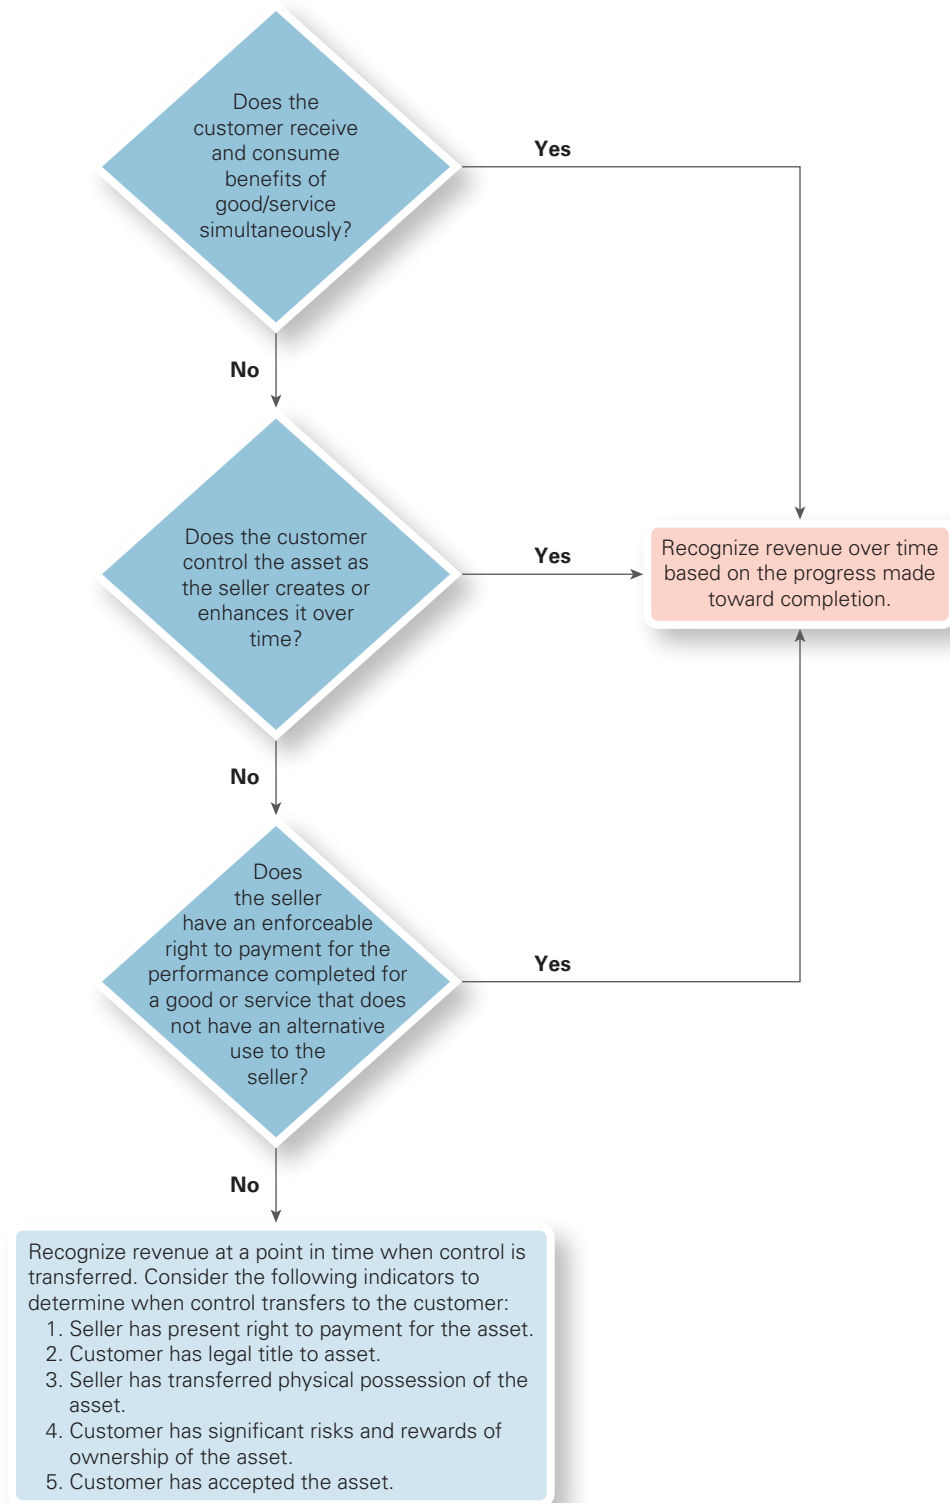 Does the
customer receive
and consume
benefits of
good/service
simultaneously?
Yes
No
Does the customer
control the asset as
the seller creates or
enhances it over
time?
Yes
Recognize revenue over time
based on the progress made
toward completion.
No
Does
the seller
have an enforceable
right to payment for the
performance completed for
a good or service that does
not have an alternative
use to the
seller?
Yes
No
Recognize revenue at a point in time when control is
transferred. Consider the following indicators to
determine when control transfers to the customer:
1. Seller has present right to payment for the asset.
2. Customer has legal title to asset.
3. Seller has transferred physical possession of the
asset.
4. Customer has significant risks and rewards of
ownership of the asset.
5. Customer has accepted the asset.